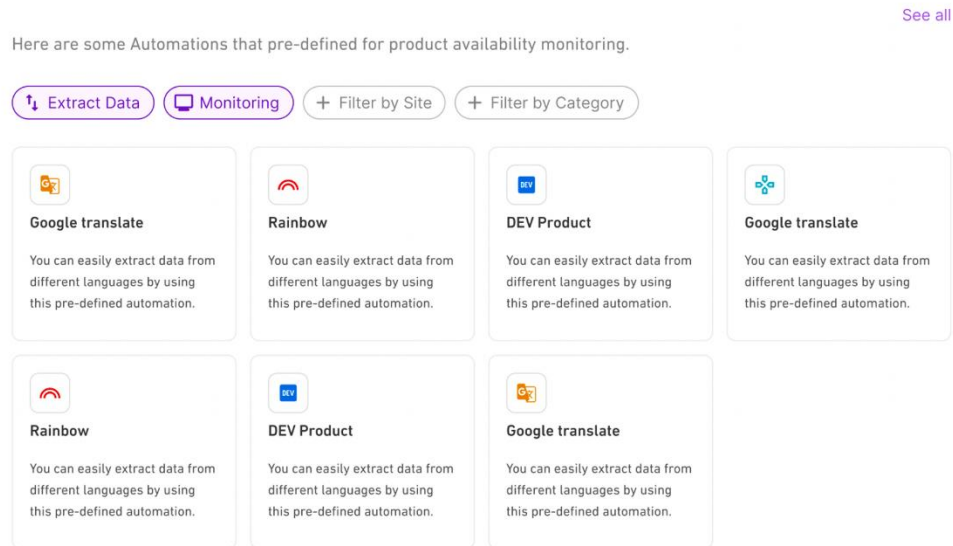 See all
Here are some Automations that pre-defined for product availability monitoring.
Extract Data
Monitoring
+ Filter by Site
+ Filter by Category
Google translate
You can easily extract data from
different languages by using
this pre-defined automation.
Rainbow
You can easily extract data from
different languages by using
this pre-defined automation.
DEV
DEV Product
You can easily extract data from
different languages by using
this pre-defined automation.
Google translate
You can easily extract data from
different languages by using
this pre-defined automation.
Rainbow
You can easily extract data from
different languages by using
this pre-defined automation.
DEV
DEV Product
You can easily extract data from
different languages by using
this pre-defined automation.
Google translate
You can easily extract data from
different languages by using
this pre-defined automation.